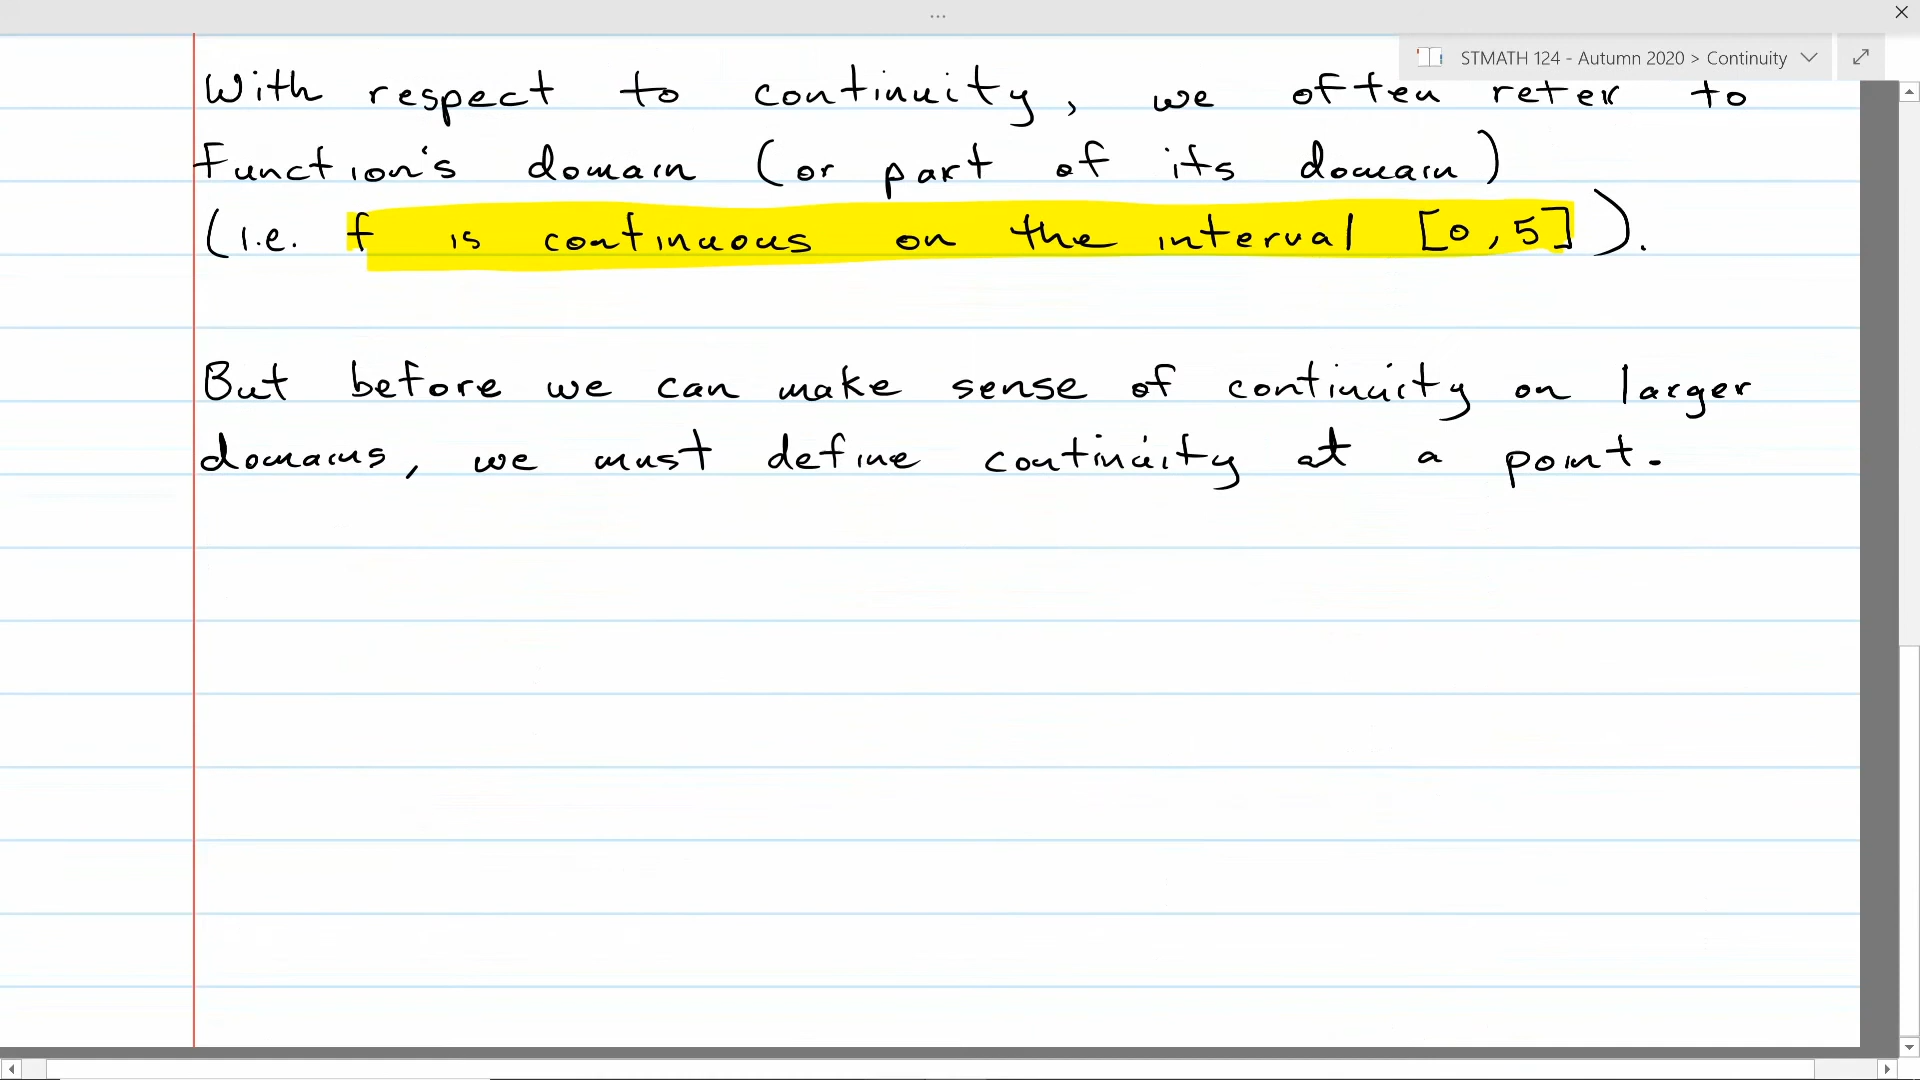 STMATH 124 - Autumn 2020 > Continuity
With respect to continuity, we often refer to
function's domain (or part of its domain)
(i.e. f is continuous on the interval [0,5]).
But before we can make sense of continuity on larger
domains, we must define continuity at a point.